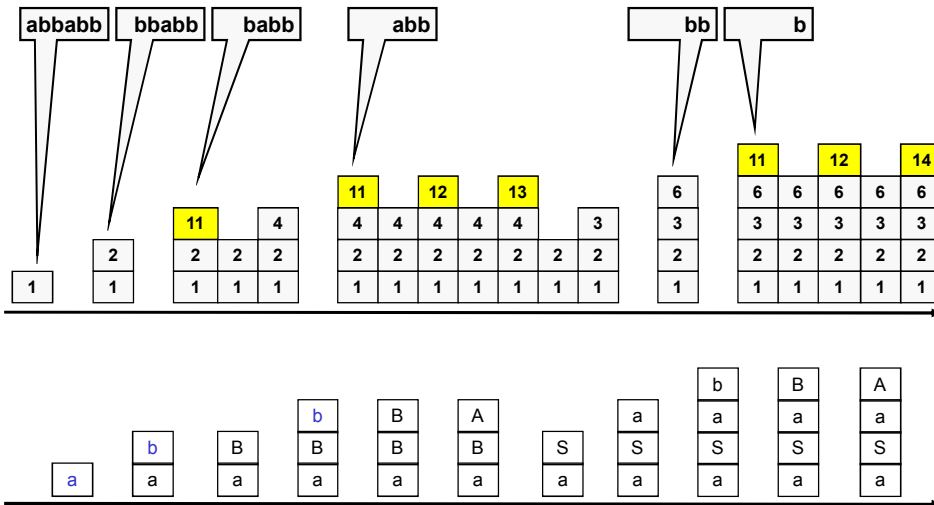 abbabb bbabb babb abb bb b
11 12 14
11 12 13 6 6 6 6 6 6
11 4 4 4 4 4 4 3 3 3 3 3 3 3
2 2 2 2 2 2 2 2 2 2 2 2 2 2 2 2 2
1 1 1 1 1 1 1 1 1 1 1 1 1 1 1 1 1 1
b B A
b B A a a a a
b B B B B S S S S S
a a a a a a a a a a a